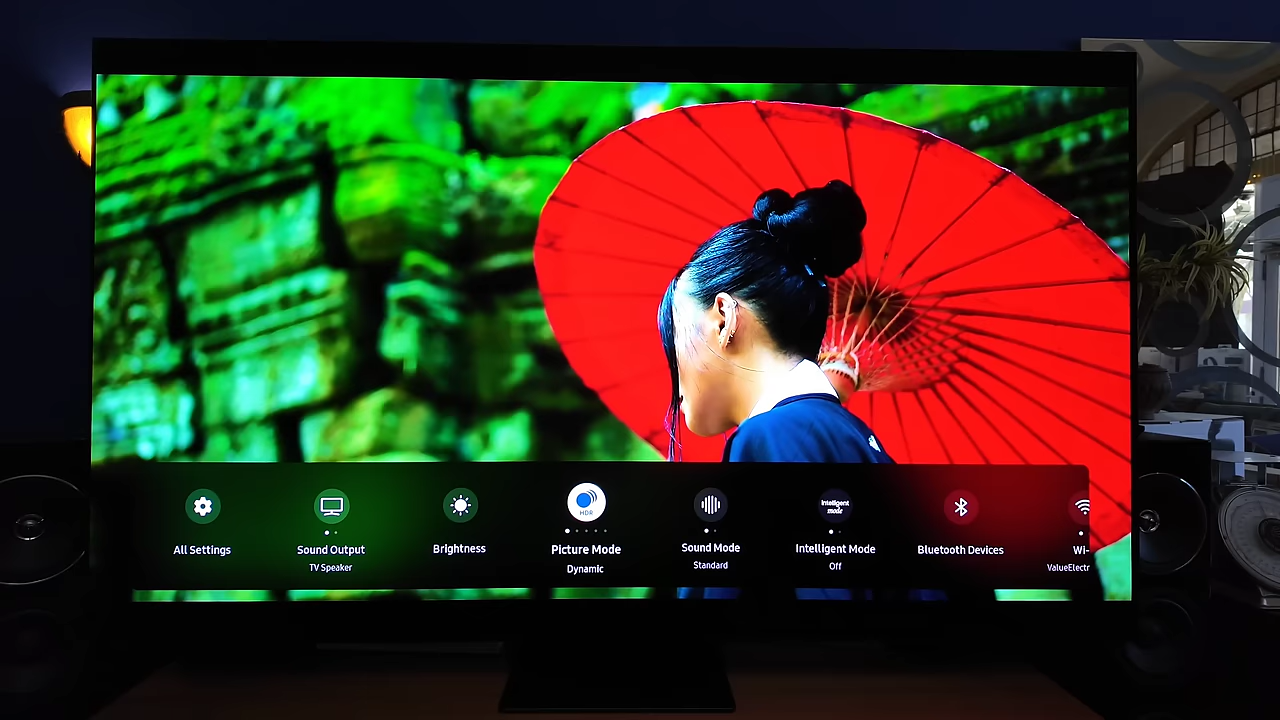 HDR
Intelligent
mode
All Settings
Sound Output
TV Speaker
Brightness
Picture Mode
Dynamic
Sound Mode
Standard
Intelligent Mode
Off
Bluetooth Devices
Wi-
ValueElectr